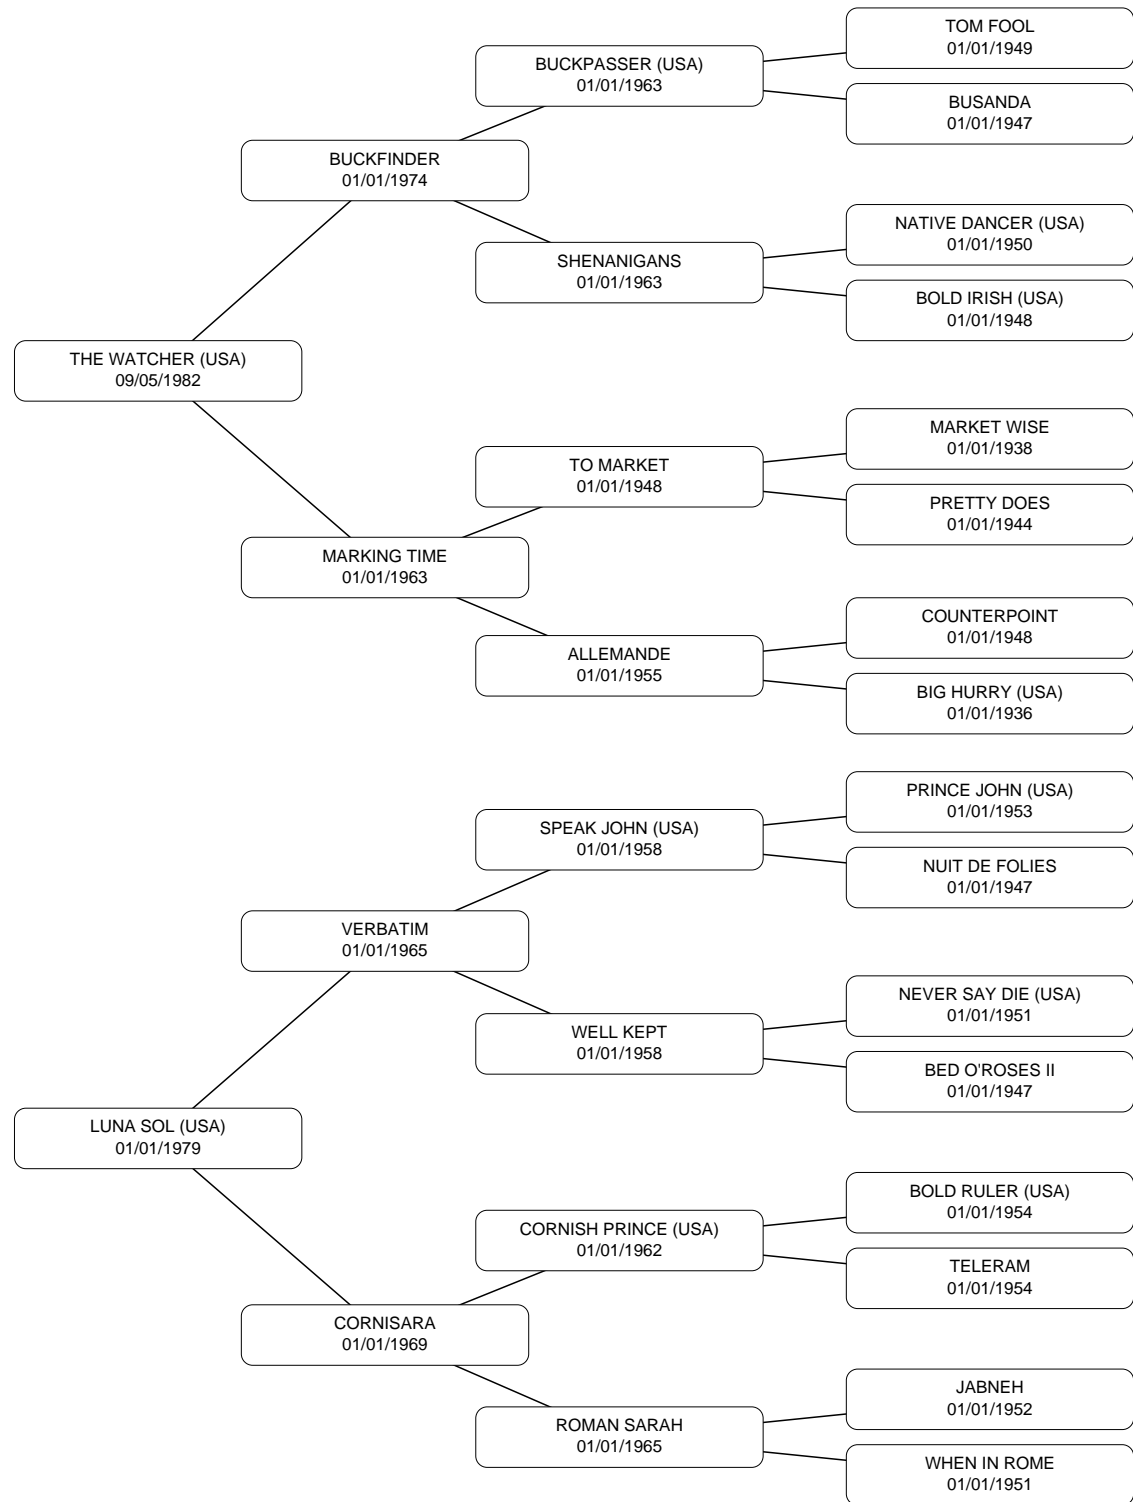 TOM FOOL
01/01/1949
BUCKPASSER (USA)
01/01/1963
BUSANDA
01/01/1947
BUCKFINDER
01/01/1974
NATIVE DANCER (USA)
01/01/1950
SHENANIGANS
01/01/1963
BOLD IRISH (USA)
01/01/1948
THE WATCHER (USA)
09/05/1982
MARKET WISE
01/01/1938
TO MARKET
01/01/1948
PRETTY DOES
01/01/1944
MARKING TIME
01/01/1963
COUNTERPOINT
01/01/1948
ALLEMANDE
01/01/1955
BIG HURRY (USA)
01/01/1936
PRINCE JOHN (USA)
01/01/1953
SPEAK JOHN (USA)
01/01/1958
NUIT DE FOLIES
01/01/1947
VERBATIM
01/01/1965
NEVER SAY DIE (USA)
01/01/1951
WELL KEPT
01/01/1958
BED O'ROSES II
01/01/1947
LUNA SOL (USA)
01/01/1979
BOLD RULER (USA)
01/01/1954
CORNISH PRINCE (USA)
01/01/1962
TELERAM
01/01/1954
CORNISARA
01/01/1969
JABNEH
01/01/1952
ROMAN SARAH
01/01/1965
WHEN IN ROME
01/01/1951